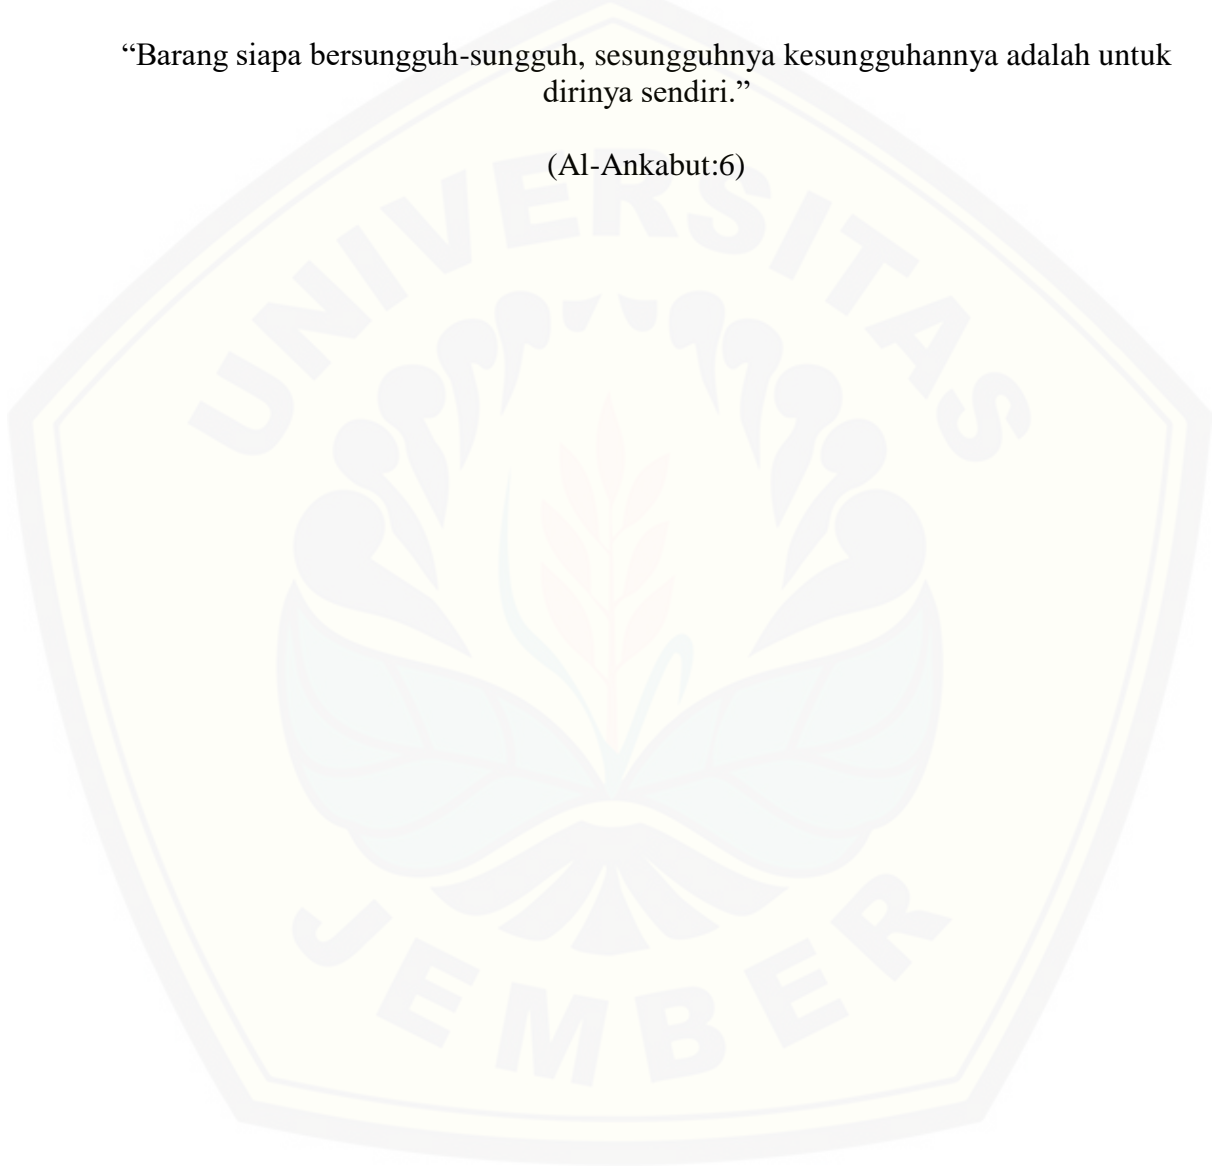 “Barang siapa bersungguh-sungguh, sesungguhnya kesungguhannya adalah untuk
dirinya sendiri.”
(Al-Ankabut:6)
UNIVERSITAS
JEMBER